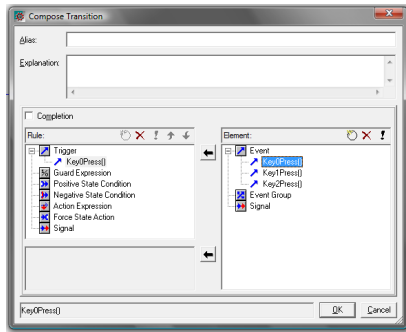 Compose Transition
Alias:
Explanation:
Completion
Rule:
Trigger
Key0Press()
Guard Expression
Positive State Condition
Negative State Condition
Action Expression
Force State Action
Signal
Element:
Event
Key0Press()
Key1Press()
Key2Press()
Event Group
Signal
Key0Press()
OK
Cancel